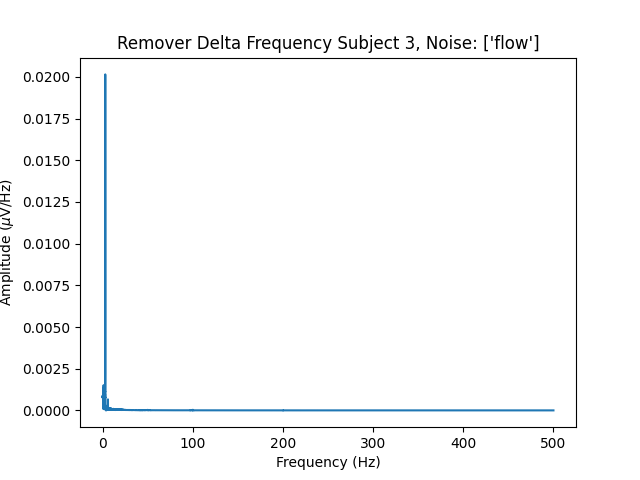 Remover Delta Frequency Subject 3, Noise: ['flow']
0.0200
0.0175
0.0150
0.0125
0.0100
0.0075
0.0050
0.0025
0.0000
Amplitude (μV/Hz)
0 100 200 300 400 500
Frequency (Hz)